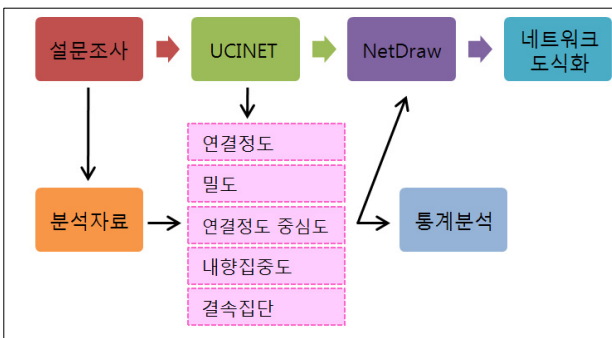 설문조사
UCINET
NetDraw
네트워크
도식화
연결정도
밀도
연결정도 중심도
내향집중도
결속집단
분석자료
통계분석